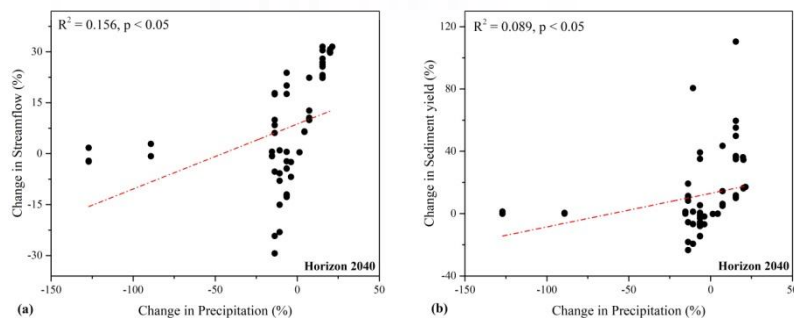 R² = 0.156, p < 0.05
30
15
0
-15
-30
Change in Streamflow (%)
-150
-100
-50
0
50
Horizon 2040
(a)
Change in Precipitation (%)
R² = 0.089, p < 0.05
120
80
40
0
-40
Change in Sediment yield (%)
-150
-100
-50
0
50
Horizon 2040
(b)
Change in Precipitation (%)